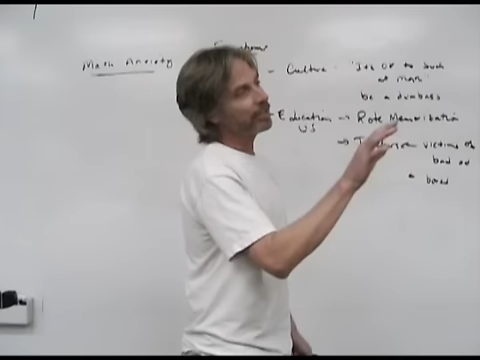 Math Anxiety
- Culture "It's OK to suck
at math"
be a dumbass
- Education → Rote Memorization
US
⇒ victims of
bad ed
a bored